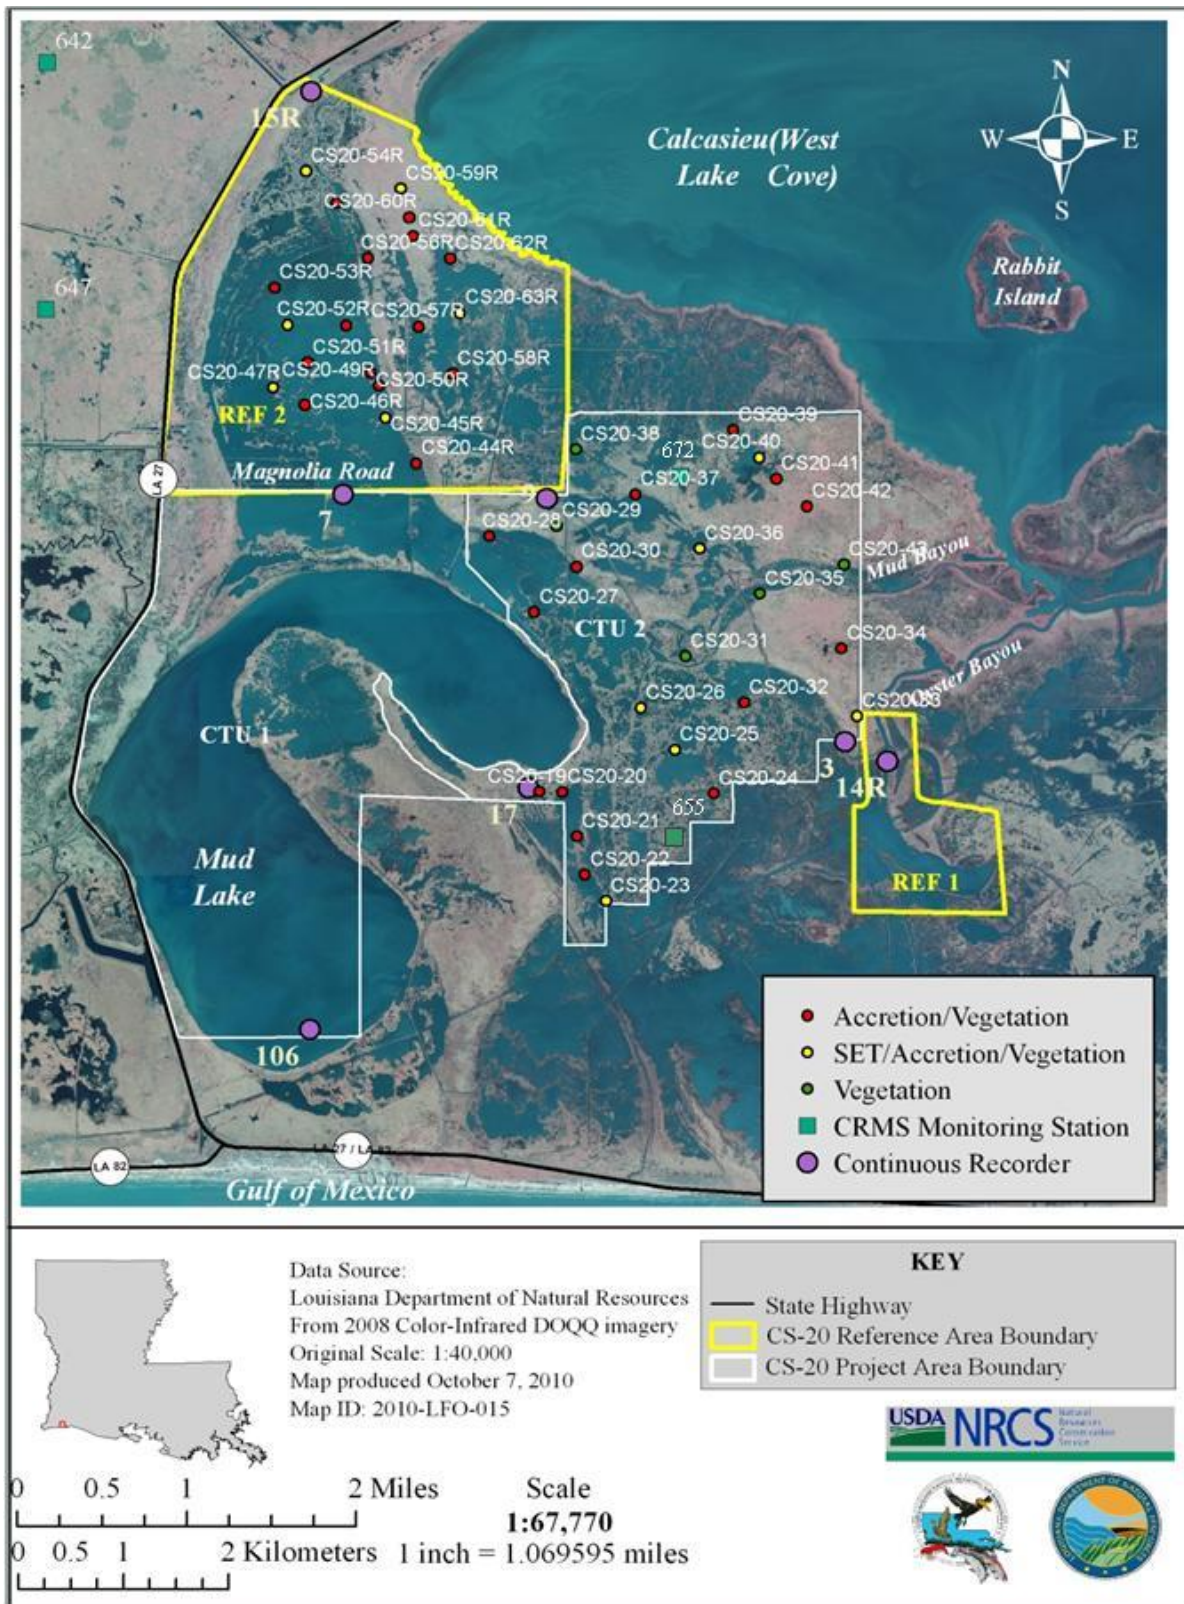 642
15R
Calcasieu(West
Lake Cove)
N
W
E
S
CS20-54R
CS20-59R
CS20-60R
CS20-61R
CS20-56R
CS20-62R
Rabbit
Island
647
CS20-53R
CS20-52R
CS20-57R
CS20-63R
CS20-51R
CS20-47R
CS20-49R
CS20-50R
CS20-58R
REF 2
CS20-46R
CS20-45R
CS20-44R
Magnolia Road
LA 27
7
9
CS20-38
CS20-39
672
CS20-40
CS20-37
CS20-41
CS20-42
CS20-28
CS20-29
CS20-30
CS20-36
CS20-43
Mud Bayou
CS20-35
CS20-27
CTU 2
CS20-31
CS20-34
Oyster Bayou
CS20-26
CS20-32
CS20-33
CTU 1
CS20-25
3
14R
CS20-19
CS20-20
CS20-24
17
655
CS20-21
Mud
Lake
CS20-22
CS20-23
REF 1
106
Accretion/Vegetation
SET/Accretion/Vegetation
Vegetation
CRMS Monitoring Station
Continuous Recorder
LA 82
Gulf of Mexico
Data Source:
Louisiana Department of Natural Resources
From 2008 Color-Infrared DOQQ imagery
Original Scale: 1:40,000
Map produced October 7, 2010
Map ID: 2010-LFO-015
KEY
State Highway
CS-20 Reference Area Boundary
CS-20 Project Area Boundary
USDA NRCS Natural Resources Conservation Service
0 0.5 1 2 Miles
Scale
1:67,770
0 0.5 1 2 Kilometers
1 inch = 1.069595 miles